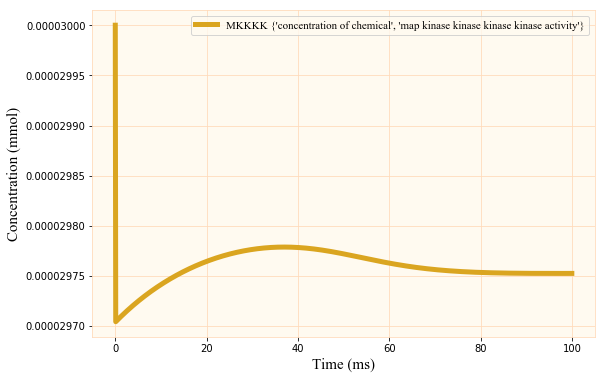 MKKKK {'concentration of chemical', 'map kinase kinase kinase kinase activity'}
Concentration (mmol)
0.00003000
0.00002995
0.00002990
0.00002985
0.00002980
0.00002975
0.00002970
0 20 40 60 80 100
Time (ms)